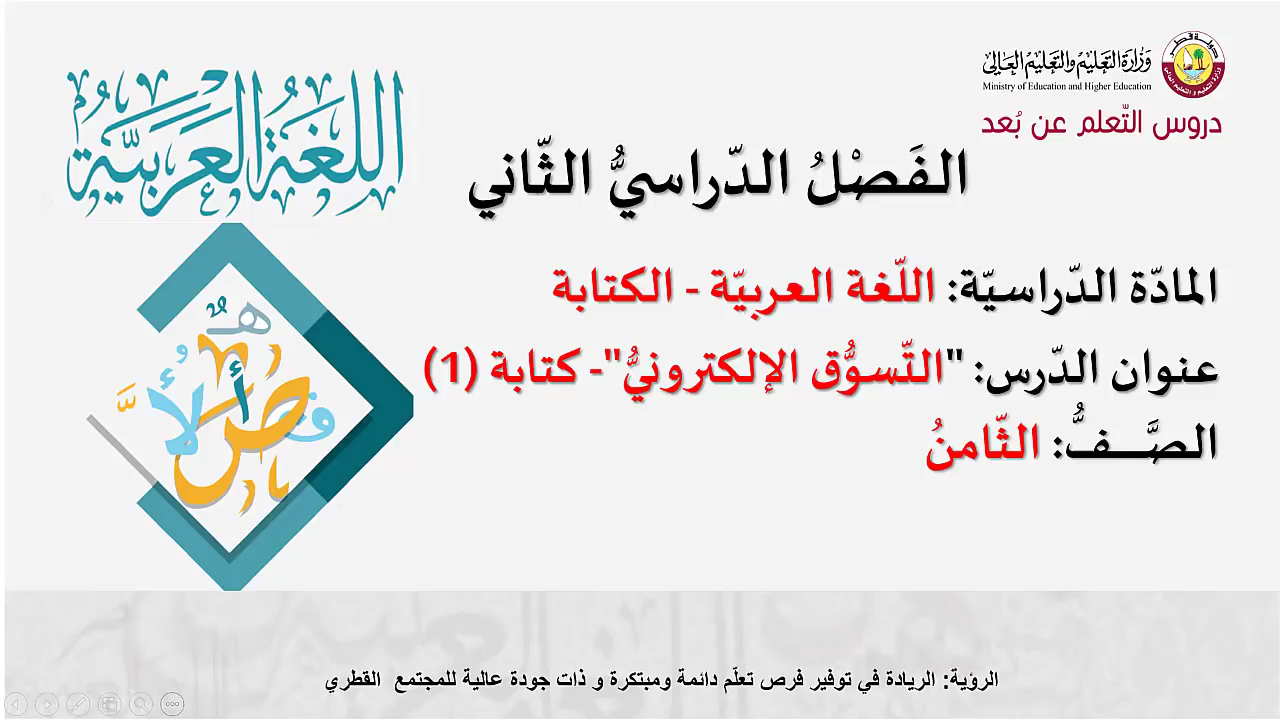 وزارة التعليم والتعليم العالي
Ministry of Education and Higher Education
دروس التّعلم عن بُعد
اللغة العربية
الفَصْلُ الدّراسيُّ الثّاني
المادّة الدّراسيّة: اللّغة العربيّة - الكتابة
عنوان الدّرس: "التّسوُّق الإلكترونيُّ"- كتابة (1)
الصَّـــفُّ: الثّامنُ
الرؤية: الريادة في توفير فرص تعلّم دائمة ومبتكرة و ذات جودة عالية للمجتمع القطري